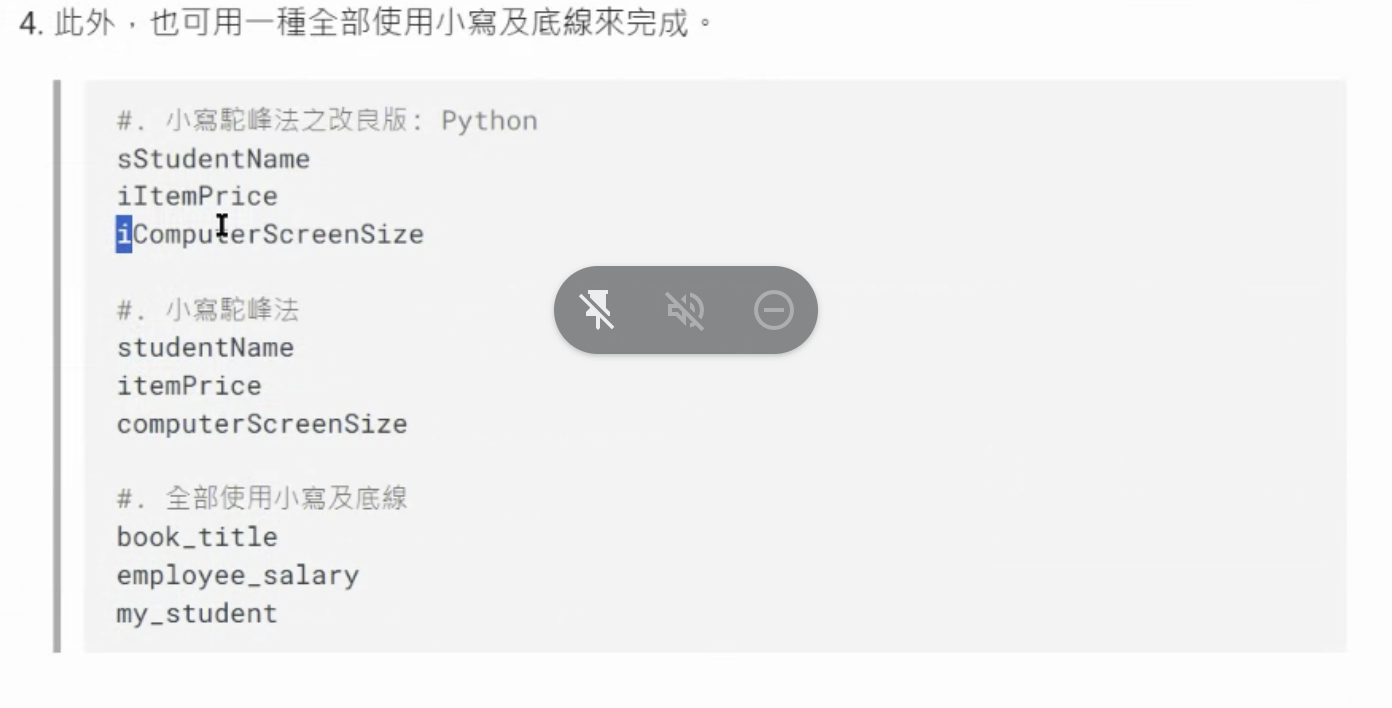 4. 此外，也可用一種全部使用小寫及底線來完成。
#. 小寫駝峰法之改良版: Python
sStudentName
iItemPrice
iComputerScreenSize
#. 小寫駝峰法
studentName
itemPrice
computerScreenSize
#. 全部使用小寫及底線
book_title
employee_salary
my_student